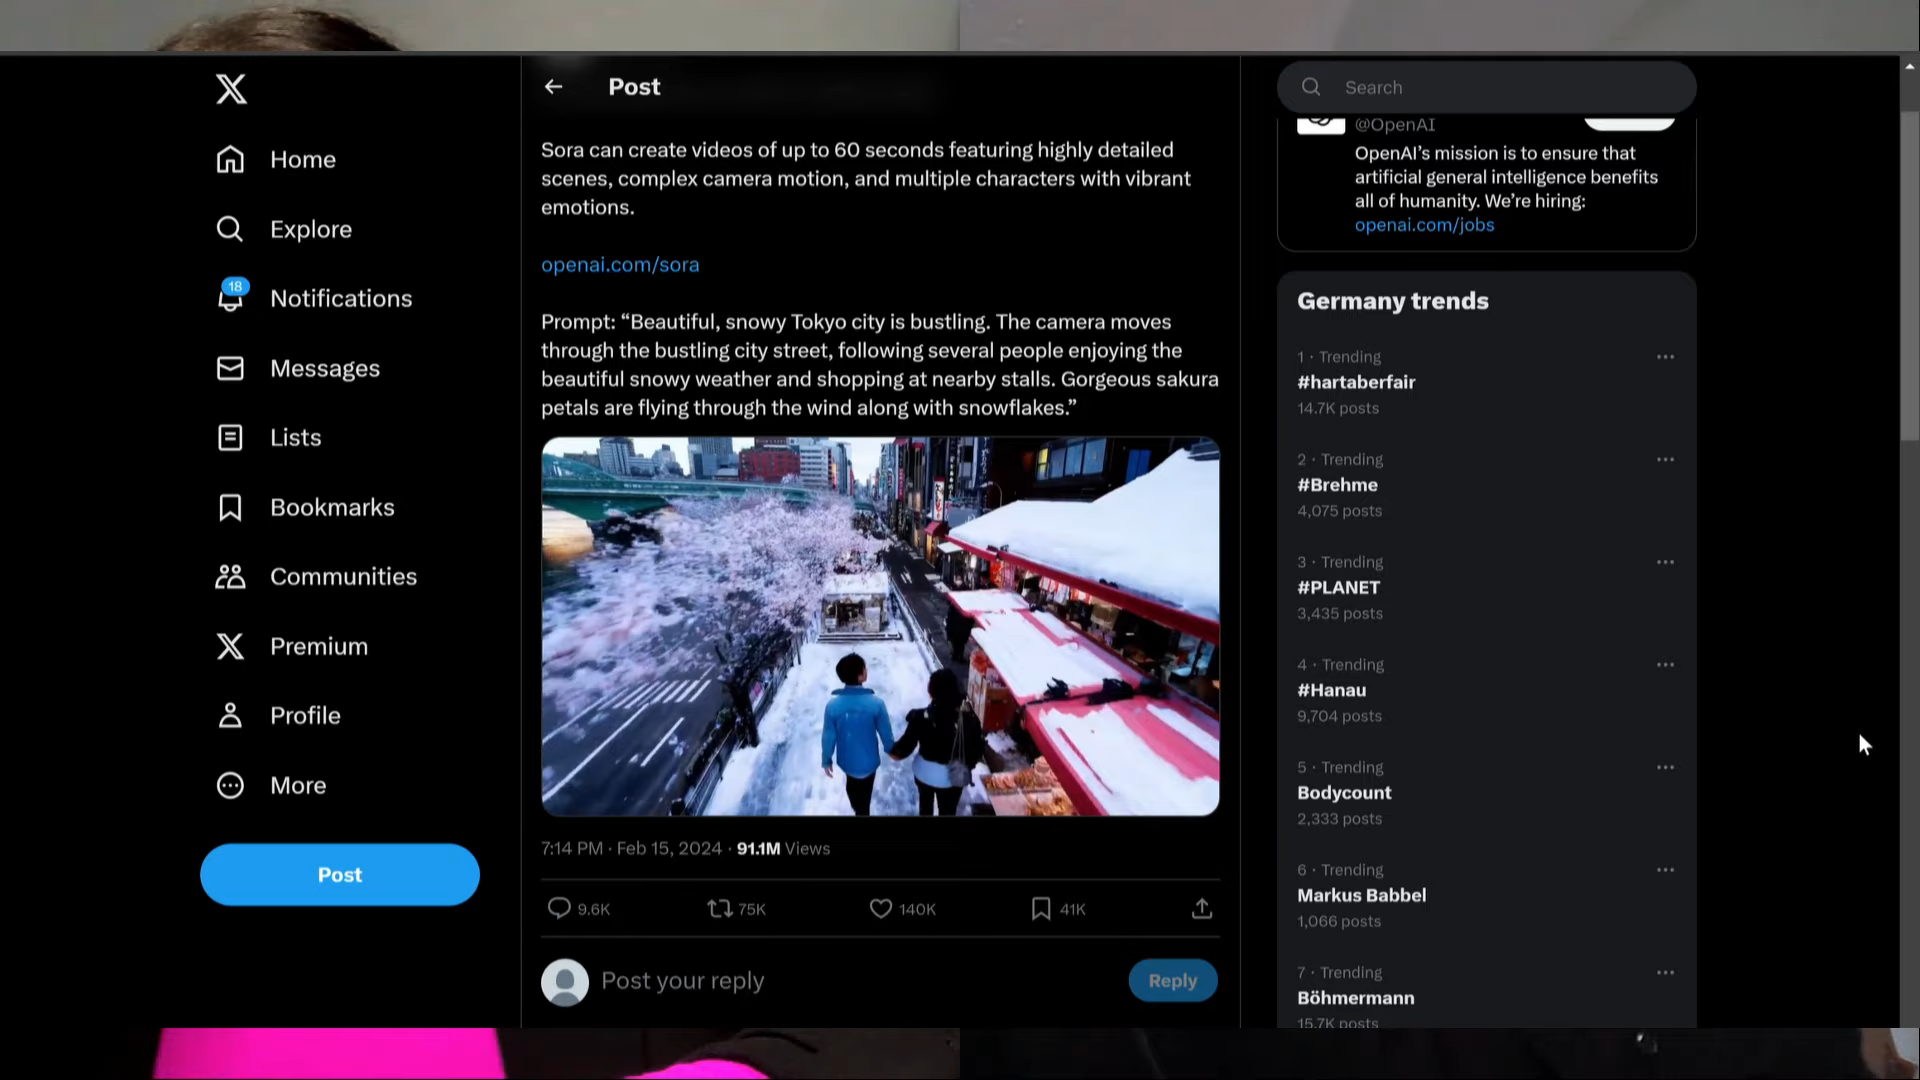 Home
Explore
18
Notifications
Messages
Lists
Bookmarks
Communities
Premium
Profile
More
Post
Post
Sora can create videos of up to 60 seconds featuring highly detailed
scenes, complex camera motion, and multiple characters with vibrant
emotions.
openai.com/sora
Prompt: “Beautiful, snowy Tokyo city is bustling. The camera moves
through the bustling city street, following several people enjoying the
beautiful snowy weather and shopping at nearby stalls. Gorgeous sakura
petals are flying through the wind along with snowflakes.”
7:14 PM · Feb 15, 2024 · 91.1M Views
9.6K 75K 140K 41K
Post your reply
Reply
Search
@OpenAI
OpenAI’s mission is to ensure that
artificial general intelligence benefits
all of humanity. We’re hiring:
openai.com/jobs
Germany trends
1 · Trending
#hartaberfair
14.7K posts
2 · Trending
#Brehme
4,075 posts
3 · Trending
#PLANET
3,435 posts
4 · Trending
#Hanau
9,704 posts
5 · Trending
Bodycount
2,333 posts
6 · Trending
Markus Babbel
1,066 posts
7 · Trending
Böhmermann
15.7K posts